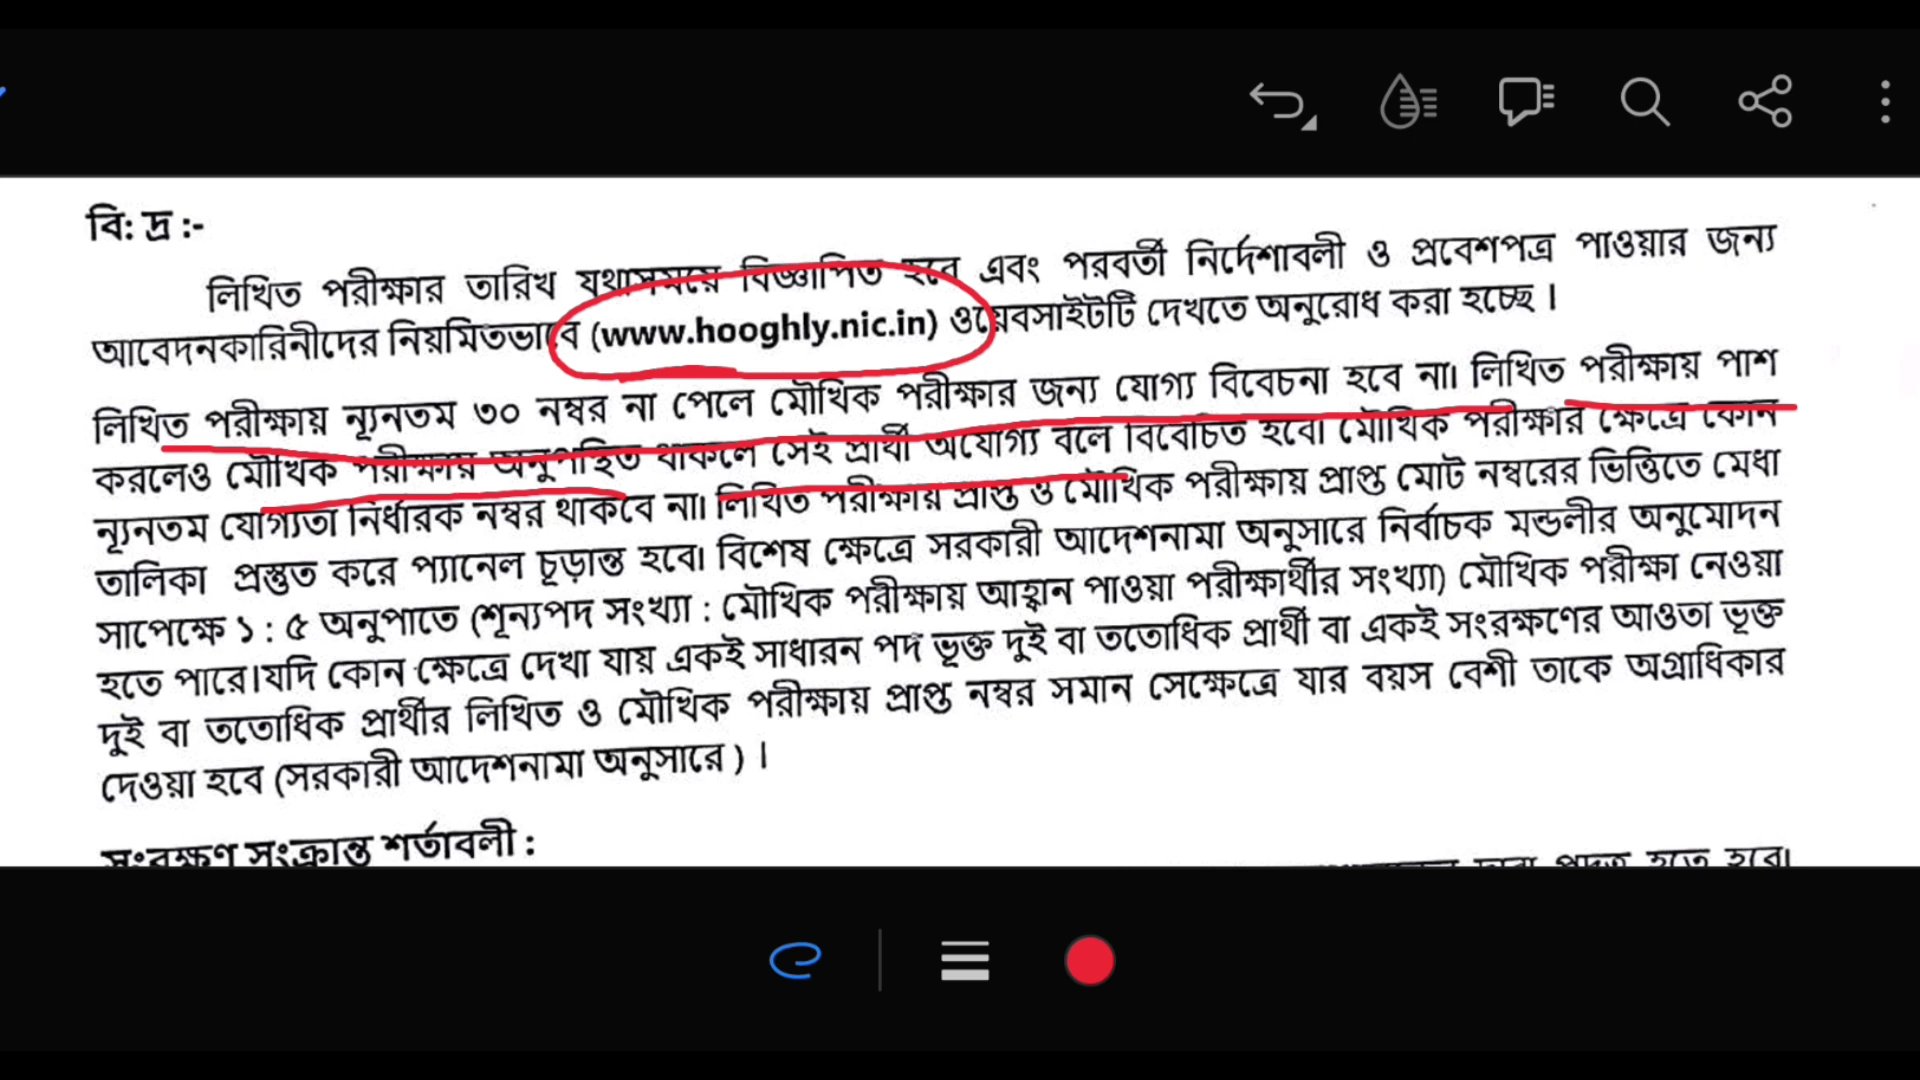 বি: দ্র :-
লিখিত পরীক্ষার তারিখ যথাসময়ে বিজ্ঞাপিত হবে এবং পরবর্তী নির্দেশাবলী ও প্রবেশপত্র পাওয়ার জন্য
আবেদনকারিনীদের নিয়মিতভাবে (www.hooghly.nic.in) ওয়েবসাইটটি দেখতে অনুরোধ করা হচ্ছে ।
লিখিত পরীক্ষায় ন্যূনতম ৩০ নম্বর না পেলে মৌখিক পরীক্ষার জন্য যোগ্য বিবেচনা হবে না। লিখিত পরীক্ষায় পাশ
করলেও মৌখিক পরীক্ষায় অনুপস্থিত থাকলে সেই প্রার্থী অযোগ্য বলে বিবেচিত হবে। মৌখিক পরীক্ষার ক্ষেত্রে কোন
ন্যূনতম যোগ্যতা নির্ধারক নম্বর থাকবে না। লিখিত পরীক্ষায় প্রাপ্ত ও মৌখিক পরীক্ষায় প্রাপ্ত মোট নম্বরের ভিত্তিতে মেধা
তালিকা প্রস্তুত করে প্যানেল চূড়ান্ত হবে। বিশেষ ক্ষেত্রে সরকারী আদেশনামা অনুসারে নির্বাচক মন্ডলীর অনুমোদন
সাপেক্ষে ১ : ৫ অনুপাতে (শূন্যপদ সংখ্যা : মৌখিক পরীক্ষায় আহ্বান পাওয়া পরীক্ষার্থীর সংখ্যা) মৌখিক পরীক্ষা নেওয়া
হতে পারে।যদি কোন ক্ষেত্রে দেখা যায় একই সাধারন পদ ভূক্ত দুই বা ততোধিক প্রার্থী বা একই সংরক্ষণের আওতা ভূক্ত
দুই বা ততোধিক প্রার্থীর লিখিত ও মৌখিক পরীক্ষায় প্রাপ্ত নম্বর সমান সেক্ষেত্রে যার বয়স বেশী তাকে অগ্রাধিকার
দেওয়া হবে (সরকারী আদেশনামা অনুসারে ) ।
সংরক্ষণ সংক্রান্ত শর্তাবলী :
দ্বারা প্রদত্ত হতে হবে।